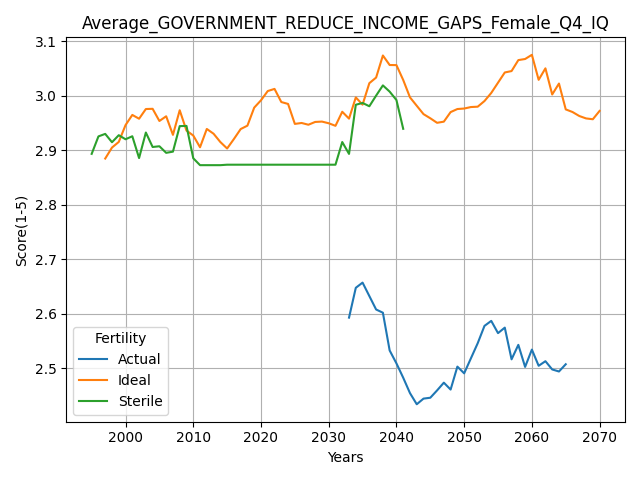 Average_GOVERNMENT_REDUCE_INCOME_GAPS_Female_Q4_IQ
3.1
3.0
2.9
2.8
2.7
2.6
2.5
Score(1-5)
Fertility
Actual
Ideal
Sterile
2000 2010 2020 2030 2040 2050 2060 2070
Years